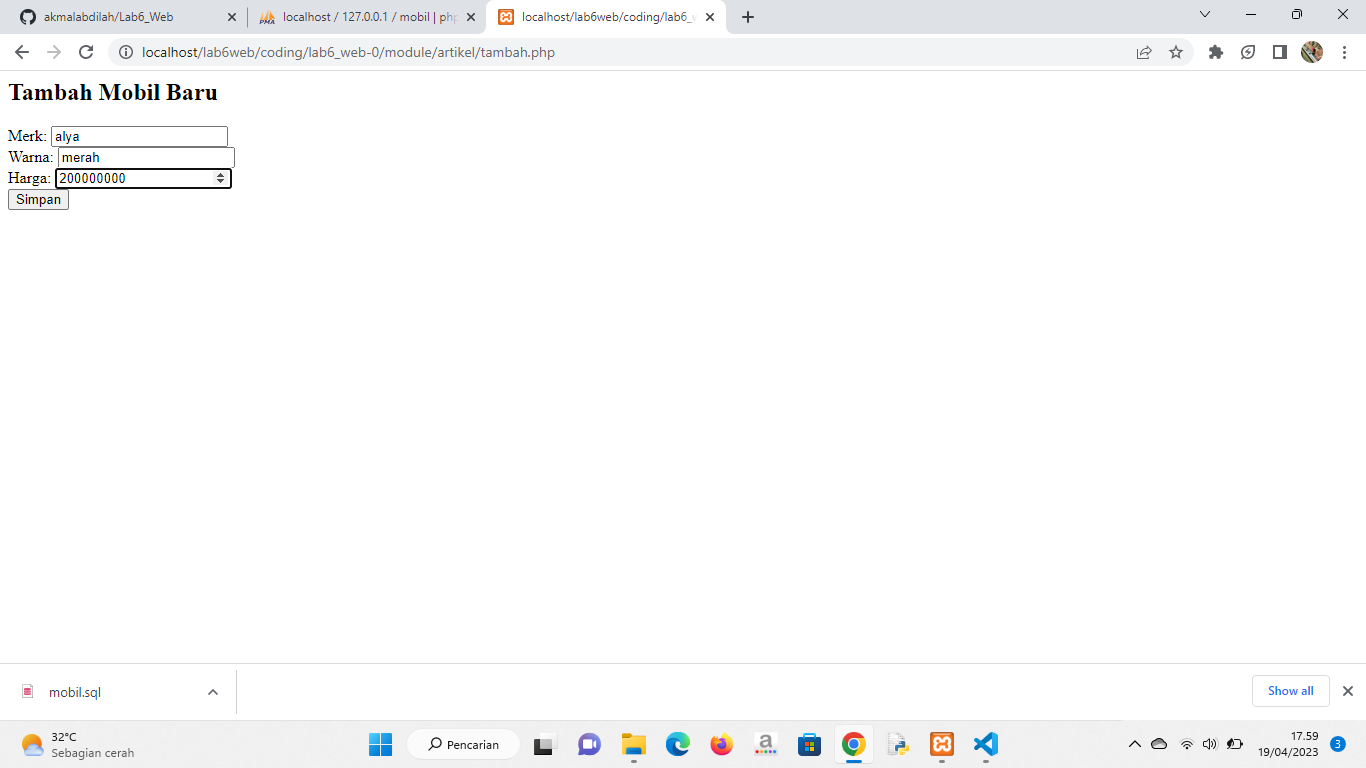 akmalabdilah/Lab6_Web
localhost / 127.0.0.1 / mobil | php
localhost/lab6web/coding/lab6_
localhost/lab6web/coding/lab6_web-0/module/artikel/tambah.php
Tambah Mobil Baru
Merk: alya
Warna: merah
Harga: 200000000
Simpan
mobil.sql
Show all
32°C
Sebagian cerah
Pencarian
17.59
19/04/2023
3